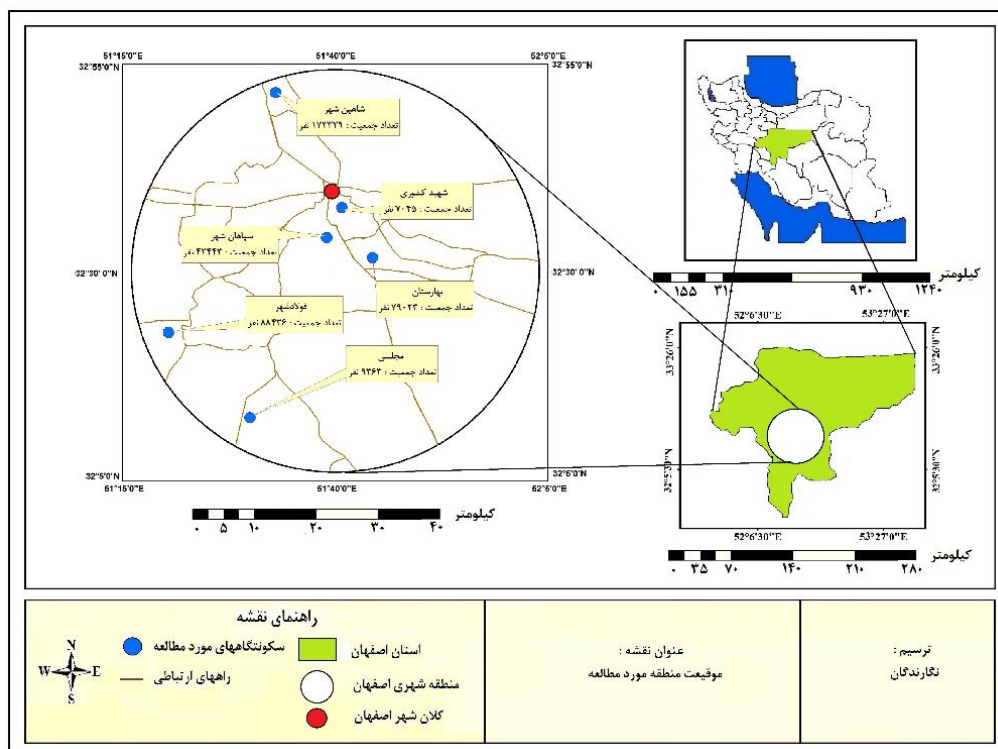 51°15'0"E
51°40'0"E
52°5'0"E
32°55'0"N
32°55'0"N
شاهین شهر
تعداد جمعیت : ۱۷۳۳۲۹ نفر
شهید کشوری
تعداد جمعیت : ۷۰۳۵ نفر
سپاهان شهر
تعداد جمعیت : ۴۳۴۴۳ نفر
32°30'0"N
32°30'0"N
بهارستان
تعداد جمعیت : ۷۹۰۲۳ نفر
فولادشهر
تعداد جمعیت : ۸۸۴۳۶ نفر
مجلسی
تعداد جمعیت : ۹۳۶۳ نفر
32°5'0"N
32°5'0"N
51°15'0"E
51°40'0"E
52°5'0"E
۰ ۵ ۱۰ ۲۰ ۳۰ ۴۰ کیلومتر
۰ ۱۵۵ ۳۱۰ ۹۳۰ ۱۲۴۰ کیلومتر
52°6'30"E
53°27'0"E
33°26'0"N
33°26'0"N
32°5'30"N
32°5'30"N
52°6'30"E
53°27'0"E
۰ ۳۵ ۷۰ ۱۴۰ ۲۱۰ ۲۸۰ کیلومتر
راهنمای نقشه
استان اصفهان
منطقه شهری اصفهان
کلان شهر اصفهان
سکونتگاههای مورد مطالعه
راههای ارتباطی
N
W E
S
عنوان نقشه :
موقیعت منطقه مورد مطالعه
ترسیم :
نگارندگان